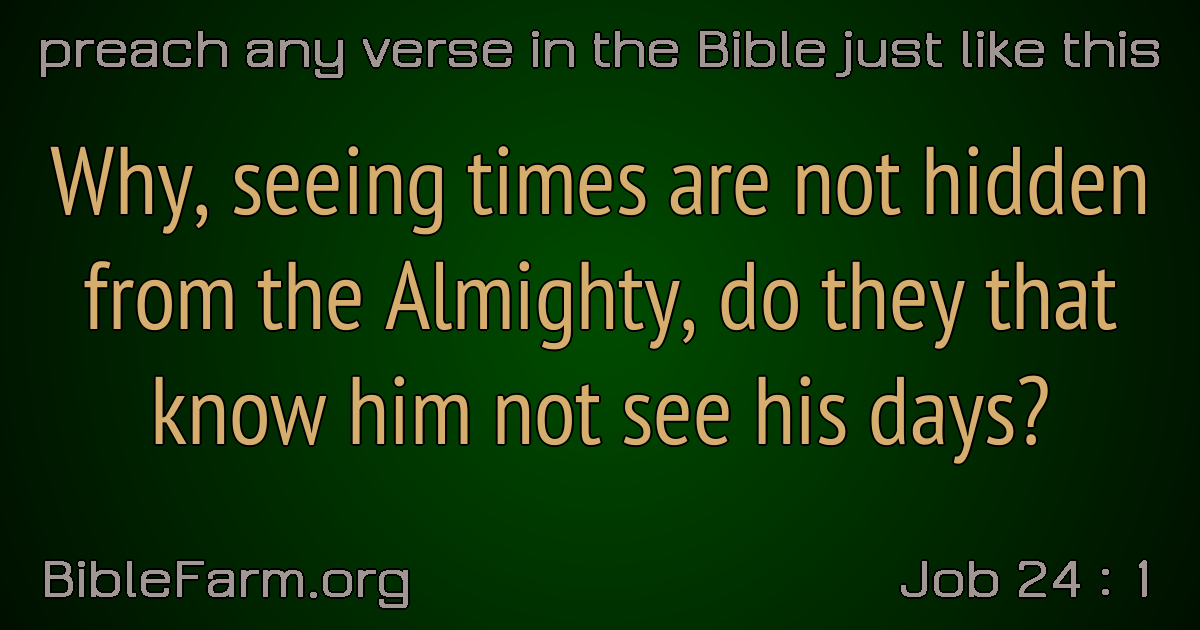 preach any verse in the Bible just like this
Why, seeing times are not hidden
from the Almighty, do they that
know him not see his days?
BibleFarm.org
Job 24 : 1